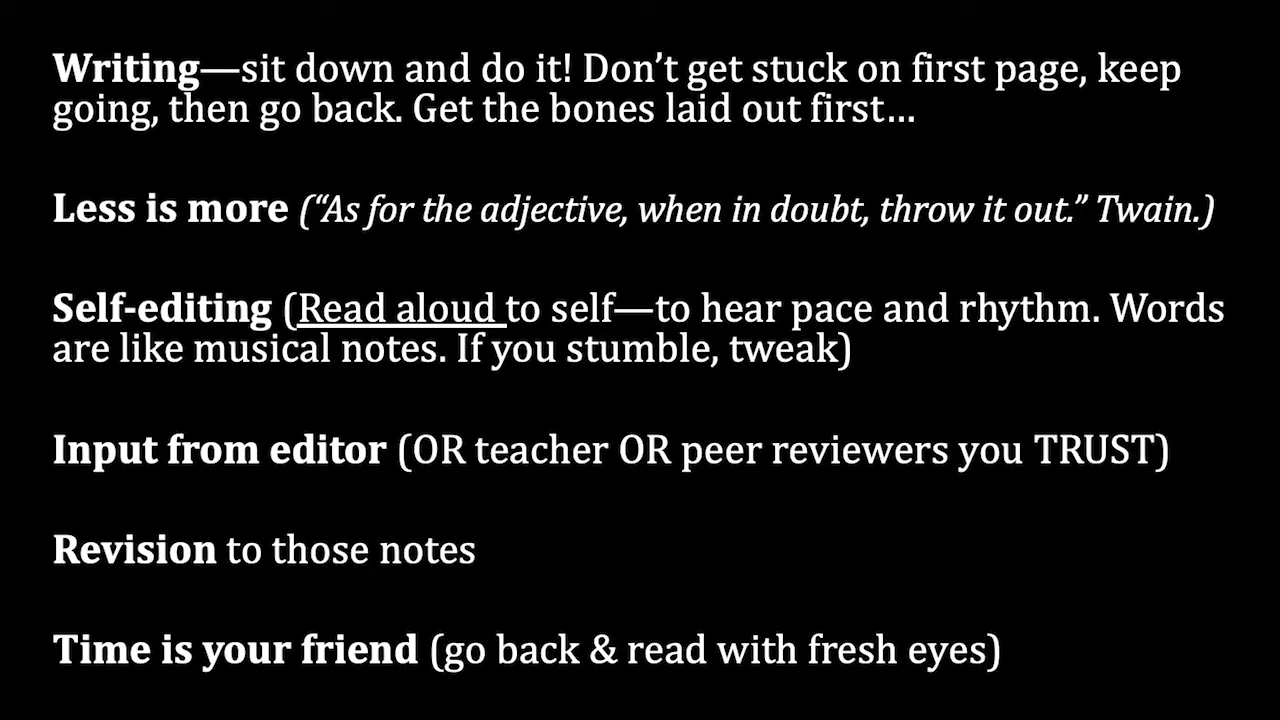 Writing—sit down and do it! Don’t get stuck on first page, keep
going, then go back. Get the bones laid out first…
Less is more (“As for the adjective, when in doubt, throw it out.” Twain.)
Self-editing (Read aloud to self—to hear pace and rhythm. Words
are like musical notes. If you stumble, tweak)
Input from editor (OR teacher OR peer reviewers you TRUST)
Revision to those notes
Time is your friend (go back & read with fresh eyes)